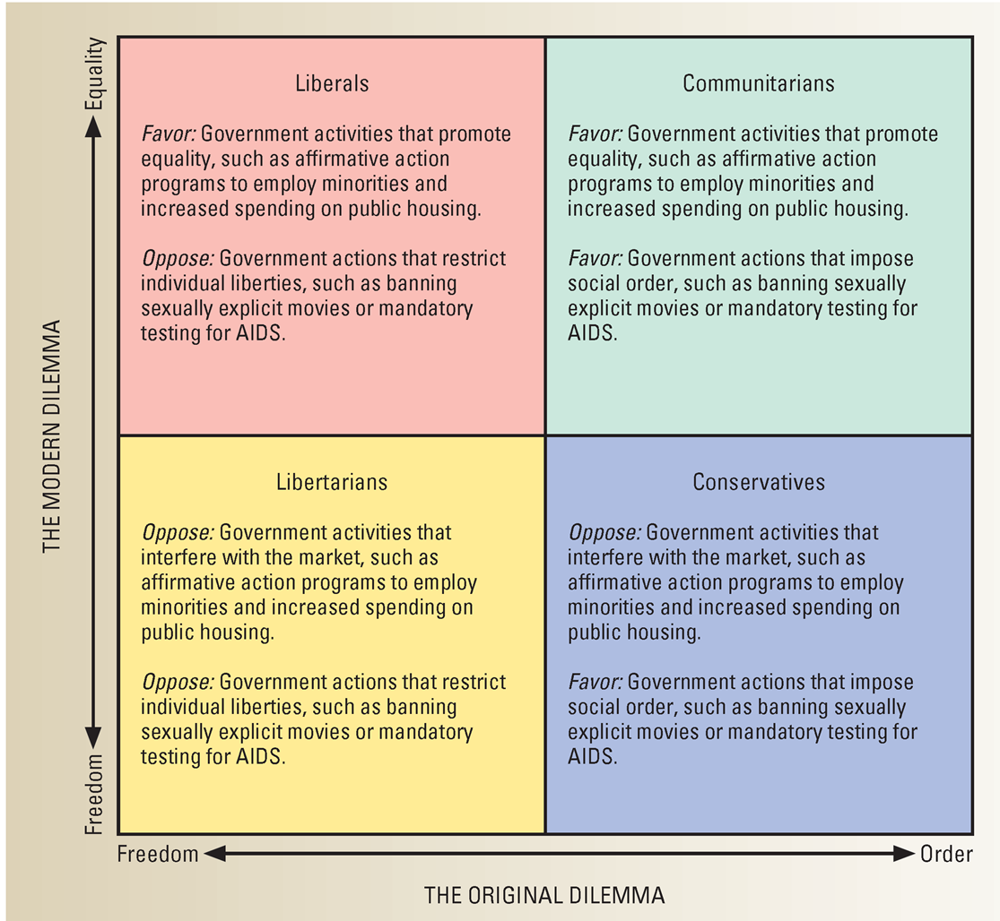 Equality
THE MODERN DILEMMA
Freedom
Liberals
Favor: Government activities that promote
equality, such as affirmative action
programs to employ minorities and
increased spending on public housing.
Oppose: Government actions that restrict
individual liberties, such as banning
sexually explicit movies or mandatory
testing for AIDS.
Communitarians
Favor: Government activities that promote
equality, such as affirmative action
programs to employ minorities and
increased spending on public housing.
Favor: Government actions that impose
social order, such as banning sexually
explicit movies or mandatory testing for
AIDS.
Libertarians
Oppose: Government activities that
interfere with the market, such as
affirmative action programs to employ
minorities and increased spending on
public housing.
Oppose: Government actions that restrict
individual liberties, such as banning
sexually explicit movies or mandatory
testing for AIDS.
Conservatives
Oppose: Government activities that
interfere with the market, such as
affirmative action programs to employ
minorities and increased spending on
public housing.
Favor: Government actions that impose
social order, such as banning sexually
explicit movies or mandatory testing for
AIDS.
Freedom
Order
THE ORIGINAL DILEMMA